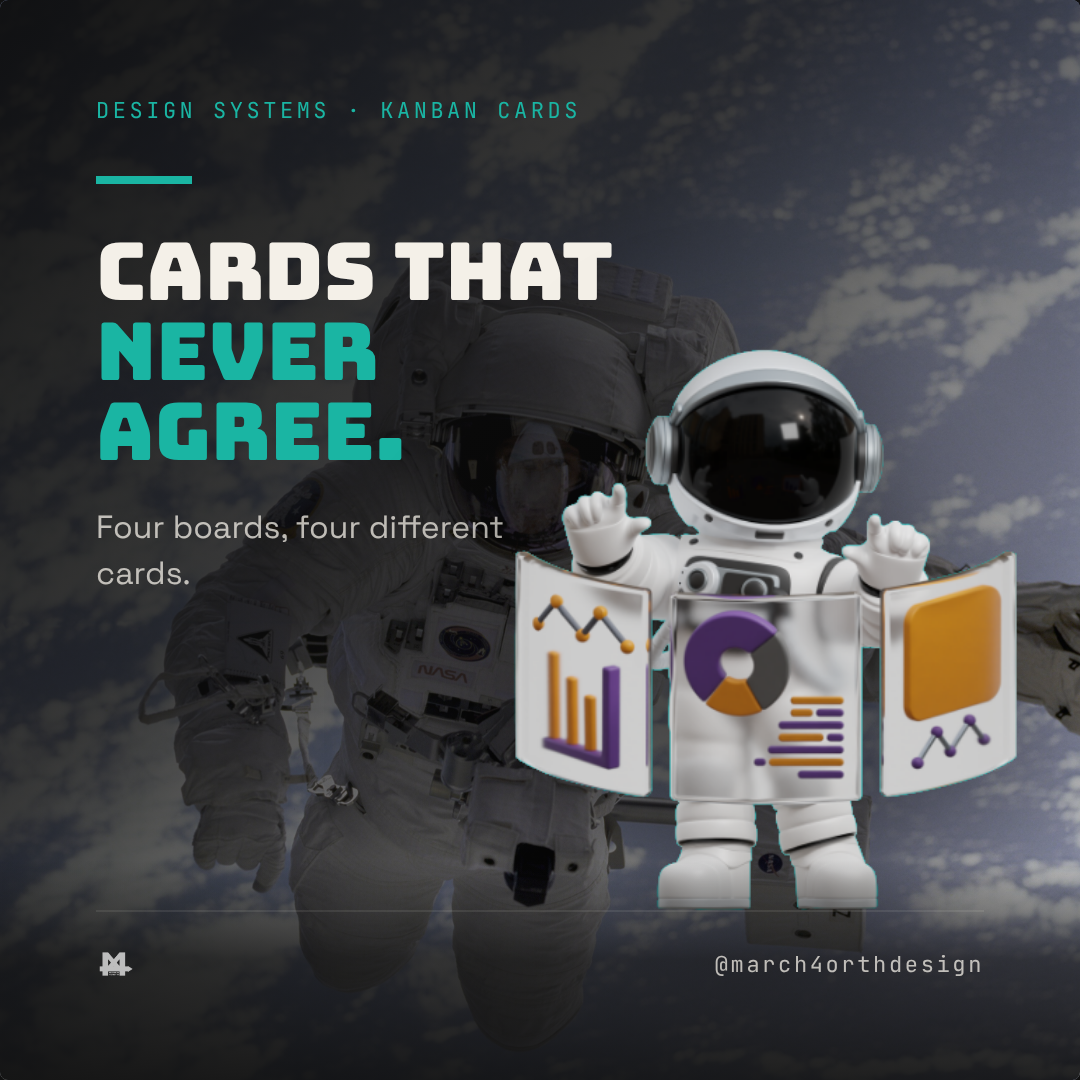 DESIGN SYSTEMS · KANBAN CARDS
CARDS THAT
NEVER
AGREE.
Four boards, four different
cards.
NASA
@march4orthdesign